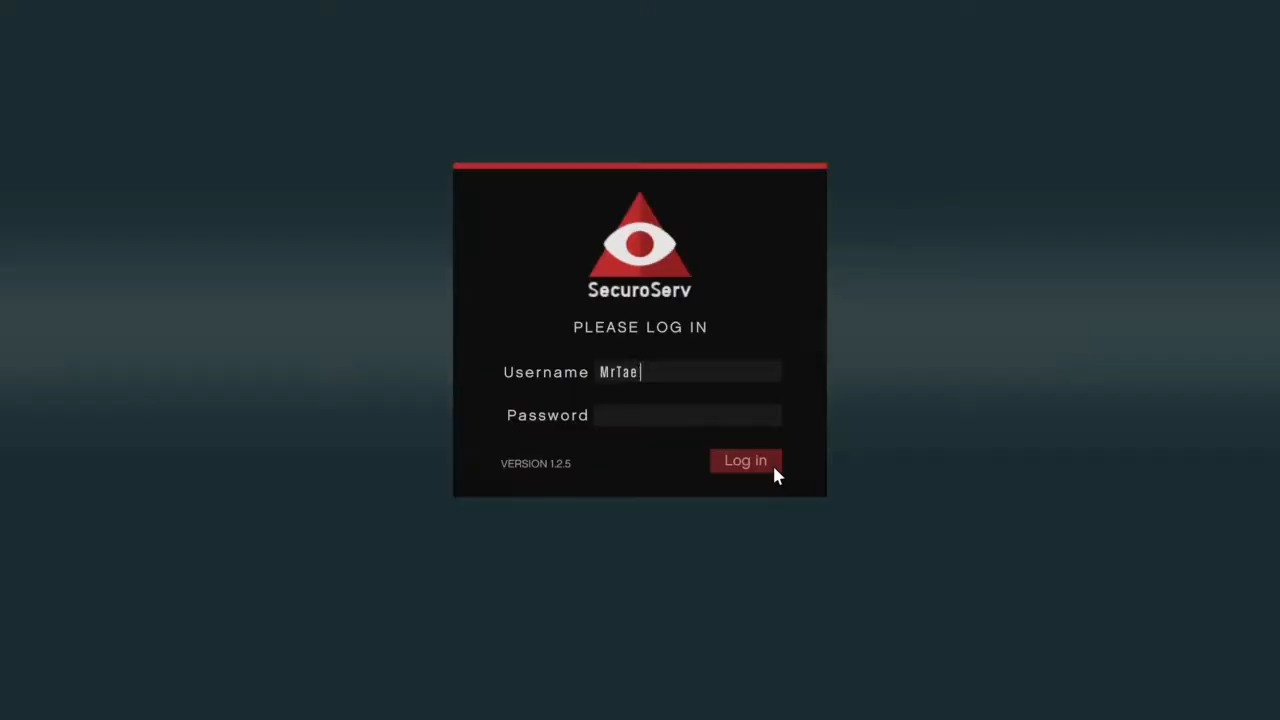 SecuroServ
PLEASE LOG IN
Username MrTae
Password
VERSION 1.2.5 Log in